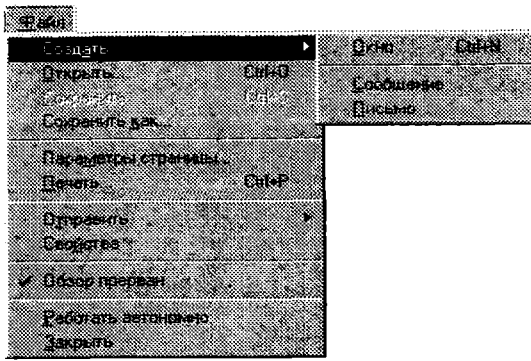 Файл
Создать
Открыть... Ctrl+O
Сохранить Ctrl+S
Сохранить как...
Параметры страницы...
Печать... Ctrl+P
Отправить
Свойства
Обзор прерван
Работать автономно
Закрыть
Окно Ctrl+N
Сообщение
Письмо